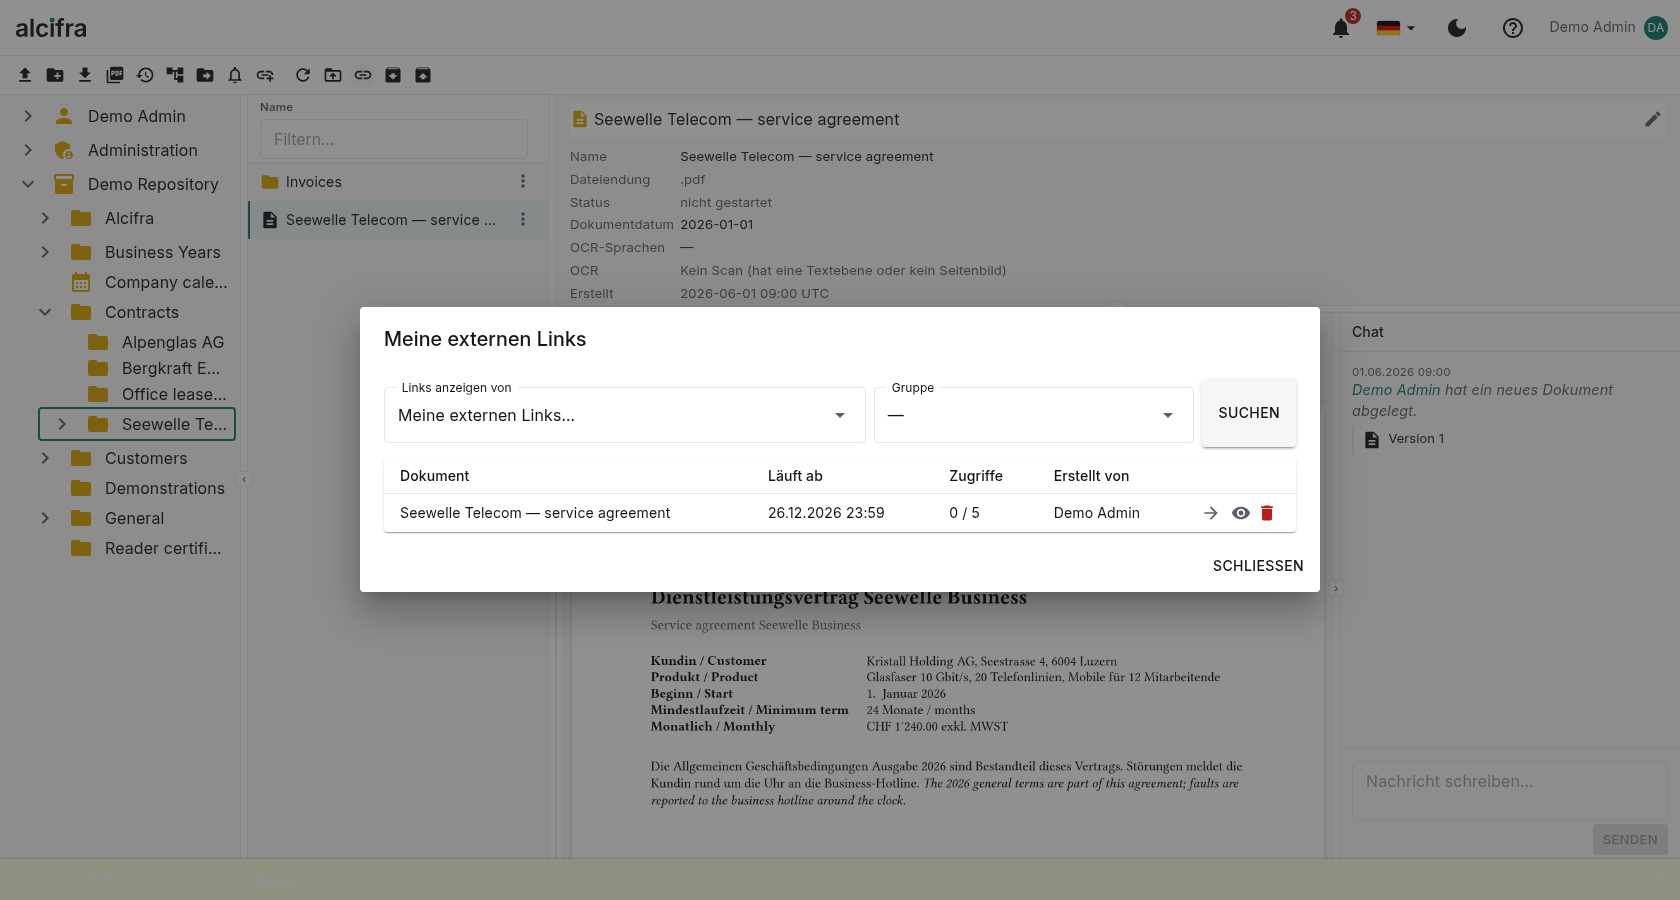 alcifra
3
Demo Admin DA
PDF
Demo Admin
Administration
Demo Repository
Alcifra
Business Years
Company cale...
Contracts
Alpenglas AG
Bergkraft E...
Office lease...
Seewelle Te...
Customers
Demonstrations
General
Reader certifi...
Name
Filtern...
Invoices
Seewelle Telecom — service ...
Seewelle Telecom — service agreement
Name Seewelle Telecom — service agreement
Dateiendung .pdf
Status nicht gestartet
Dokumentdatum 2026-01-01
OCR-Sprachen —
OCR Kein Scan (hat eine Textebene oder kein Seitenbild)
Erstellt 2026-06-01 09:00 UTC
Meine externen Links
Links anzeigen von
Meine externen Links...
Gruppe
—
SUCHEN
Dokument Läuft ab Zugriffe Erstellt von
Seewelle Telecom — service agreement 26.12.2026 23:59 0 / 5 Demo Admin
SCHLIESSEN
Dienstleistungsvertrag Seewelle Business
Service agreement Seewelle Business
Kundin / Customer Kristall Holding AG, Seestrasse 4, 6004 Luzern
Produkt / Product Glasfaser 10 Gbit/s, 20 Telefonlinien, Mobile für 12 Mitarbeitende
Beginn / Start 1. Januar 2026
Mindestlaufzeit / Minimum term 24 Monate / months
Monatlich / Monthly CHF 1'240.00 exkl. MWST
Die Allgemeinen Geschäftsbedingungen Ausgabe 2026 sind Bestandteil dieses Vertrags. Störungen meldet die
Kundin rund um die Uhr an die Business-Hotline. The 2026 general terms are part of this agreement; faults are
reported to the business hotline around the clock.
Chat
01.06.2026 09:00
Demo Admin hat ein neues Dokument
abgelegt.
Version 1
Nachricht schreiben...
SENDEN